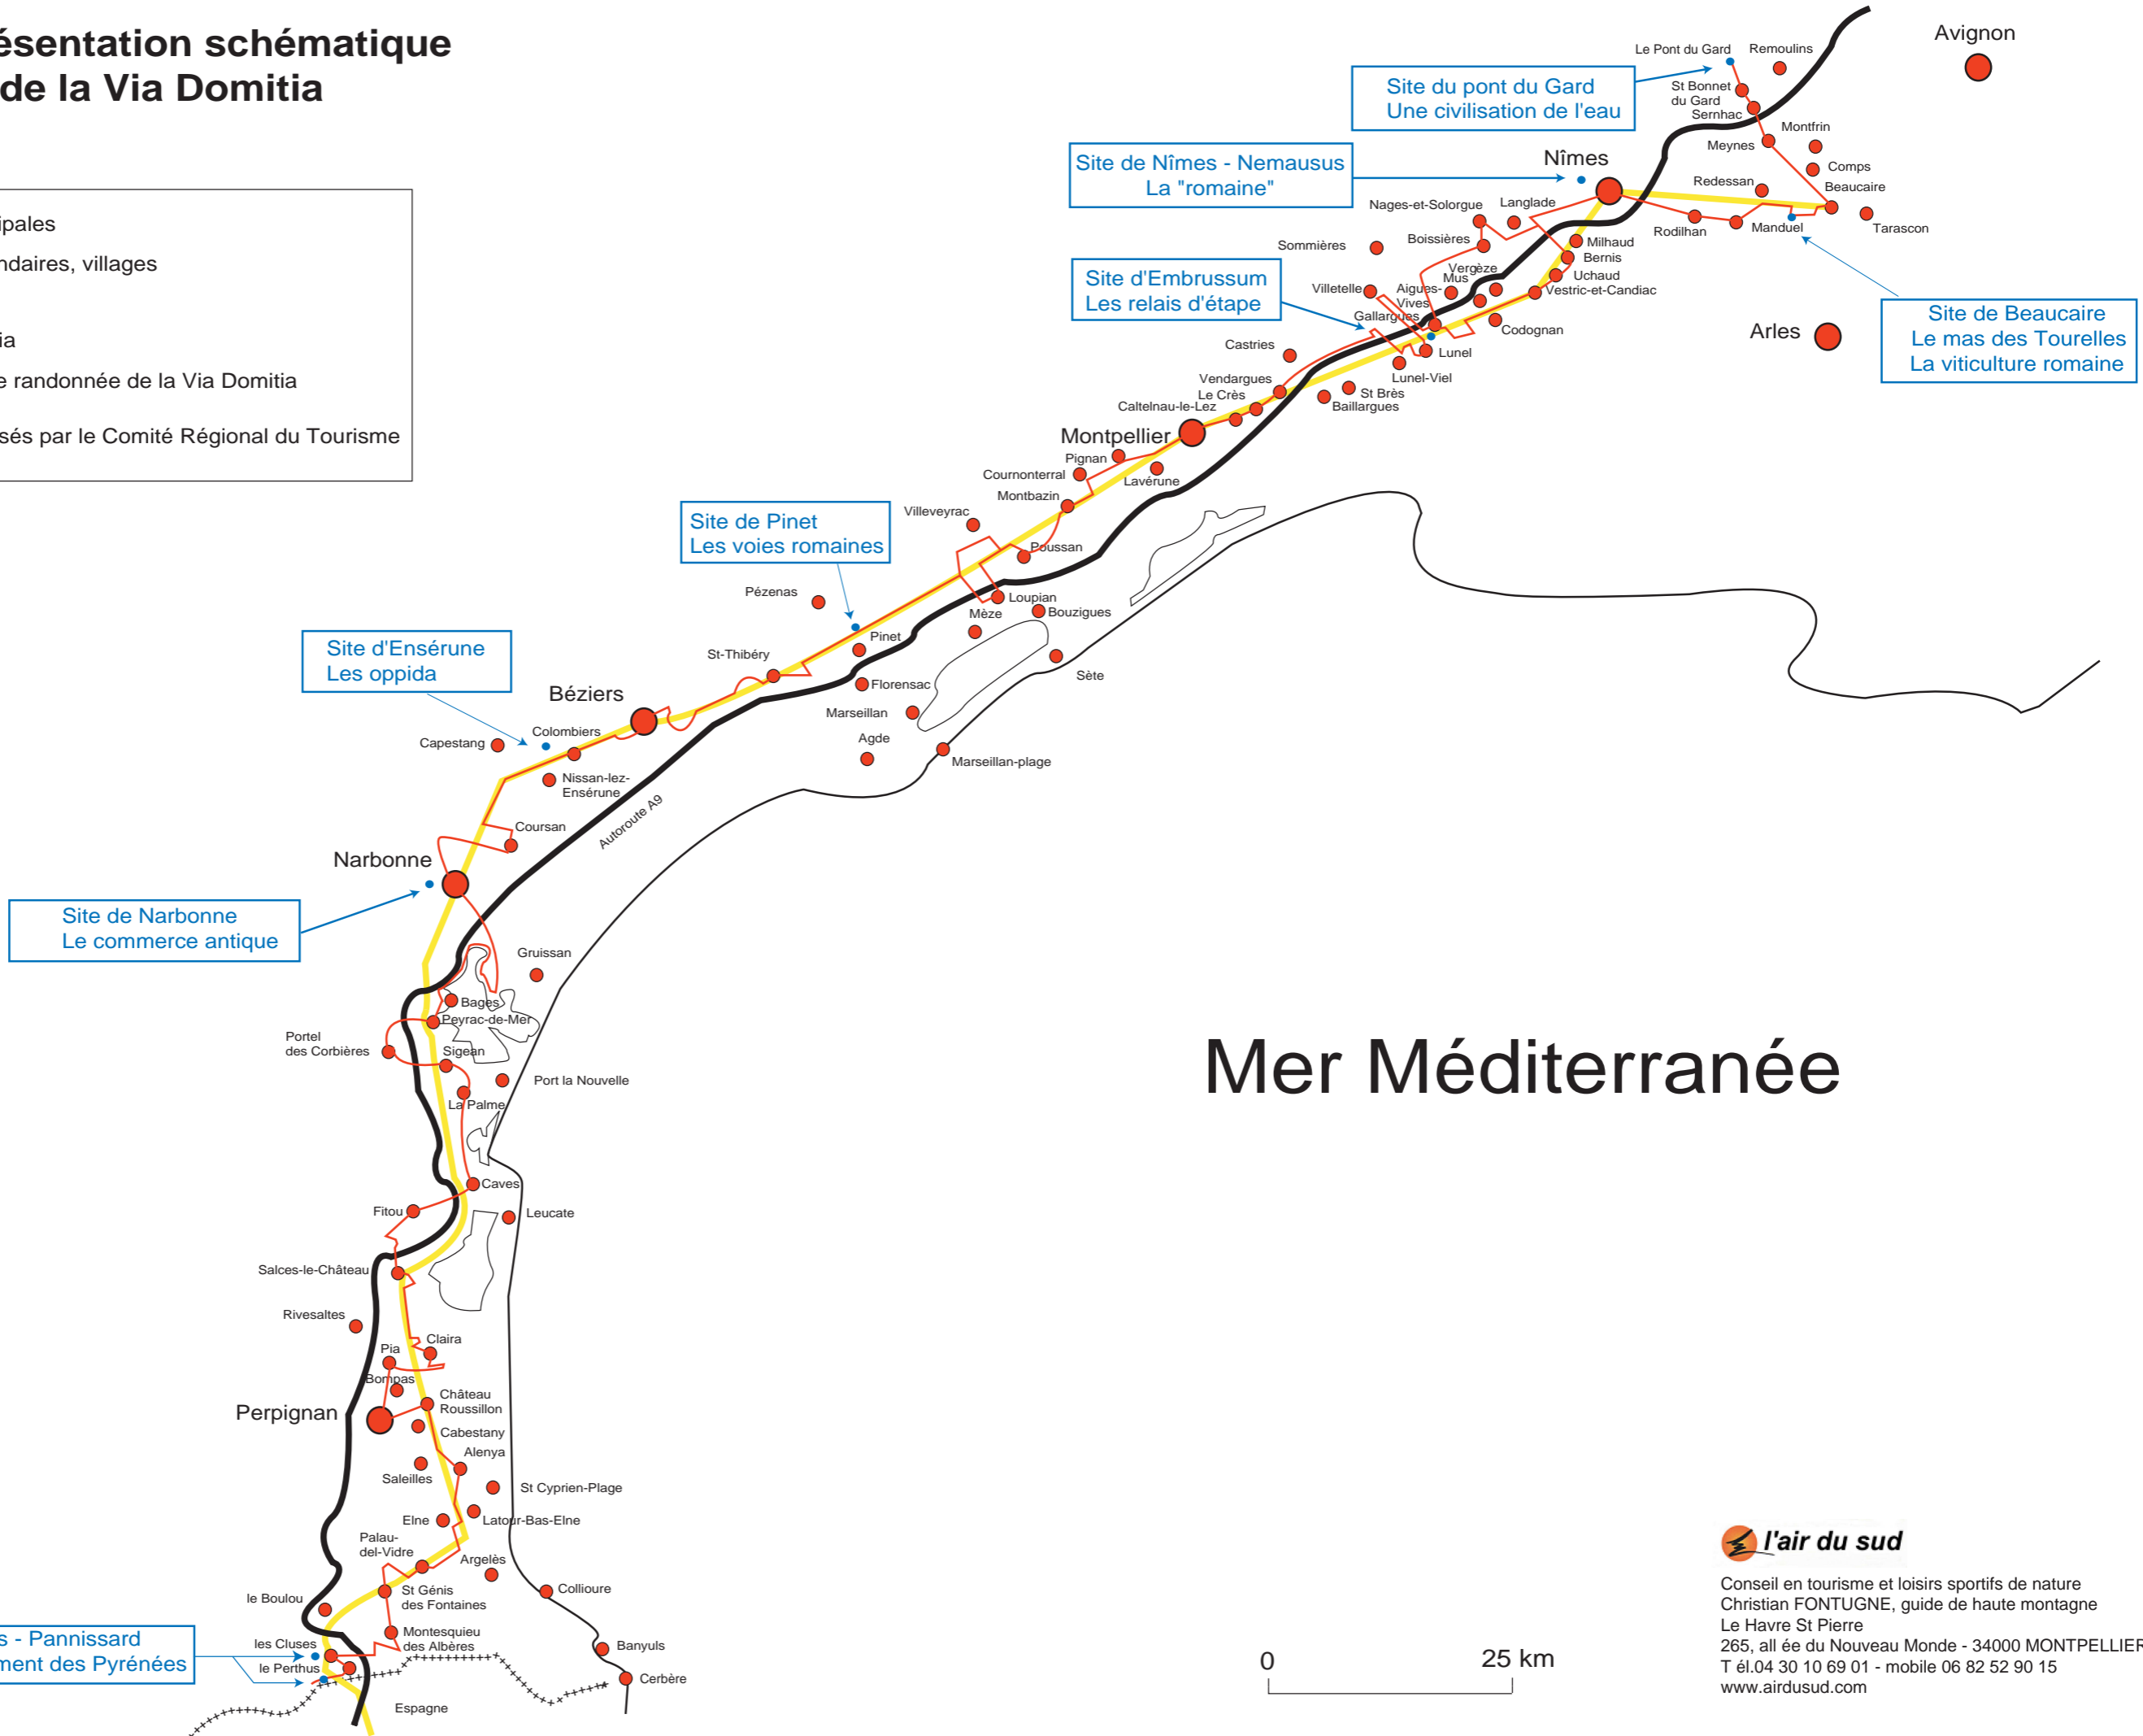 ésentation schématique
de la Via Domitia
ipales
ndaires, villages
ia
e randonnée de la Via Domitia
sés par le Comité Régional du Tourisme
Avignon
Le Pont du Gard
Remoulins
Site du pont du Gard
Une civilisation de l'eau
St Bonnet
du Gard
Sernhac
Montfrin
Meynes
Comps
Site de Nîmes - Nemausus
La "romaine"
Nîmes
Redessan
Beaucaire
Nages-et-Solorgue
Langlade
Rodilhan
Manduel
Tarascon
Sommières
Boissières
Milhaud
Bernis
Vergèze
Mus
Uchaud
Site d'Embrussum
Les relais d'étape
Villetelle
Aigues-
Vives
Vestric-et-Candiac
Gallargues
Codognan
Site de Beaucaire
Le mas des Tourelles
La viticulture romaine
Arles
Castries
Lunel
Lunel-Viel
Vendargues
Le Crès
St Brès
Baillargues
Caltelnau-le-Lez
Montpellier
Pignan
Cournonterral
Lavérune
Montbazin
Villeveyrac
Site de Pinet
Les voies romaines
Poussan
Pézenas
Loupian
Bouzigues
Mèze
Pinet
Site d'Ensérune
Les oppida
St-Thibéry
Sète
Florensac
Béziers
Marseillan
Colombiers
Agde
Capestang
Marseillan-plage
Nissan-lez-
Ensérune
Autoroute A9
Coursan
Narbonne
Site de Narbonne
Le commerce antique
Gruissan
Bages
Peyrac-de-Mer
Portel
des Corbières
Sigean
Mer Méditerranée
Port la Nouvelle
La Palme
Caves
Fitou
Leucate
Salces-le-Château
Rivesaltes
Claira
Pia
Bompas
Château
Roussillon
Perpignan
Cabestany
Alenya
Saleilles
St Cyprien-Plage
Elne
Latour-Bas-Elne
Palau-
del-Vidre
Argelès
le Boulou
St Génis
des Fontaines
Collioure
s - Pannissard
ment des Pyrénées
les Cluses
Montesquieu
des Albères
le Perthus
Banyuls
Cerbère
Espagne
0
25 km
l'air du sud
Conseil en tourisme et loisirs sportifs de nature
Christian FONTUGNE, guide de haute montagne
Le Havre St Pierre
265, all ée du Nouveau Monde - 34000 MONTPELLIER
T él.04 30 10 69 01 - mobile 06 82 52 90 15
www.airdusud.com